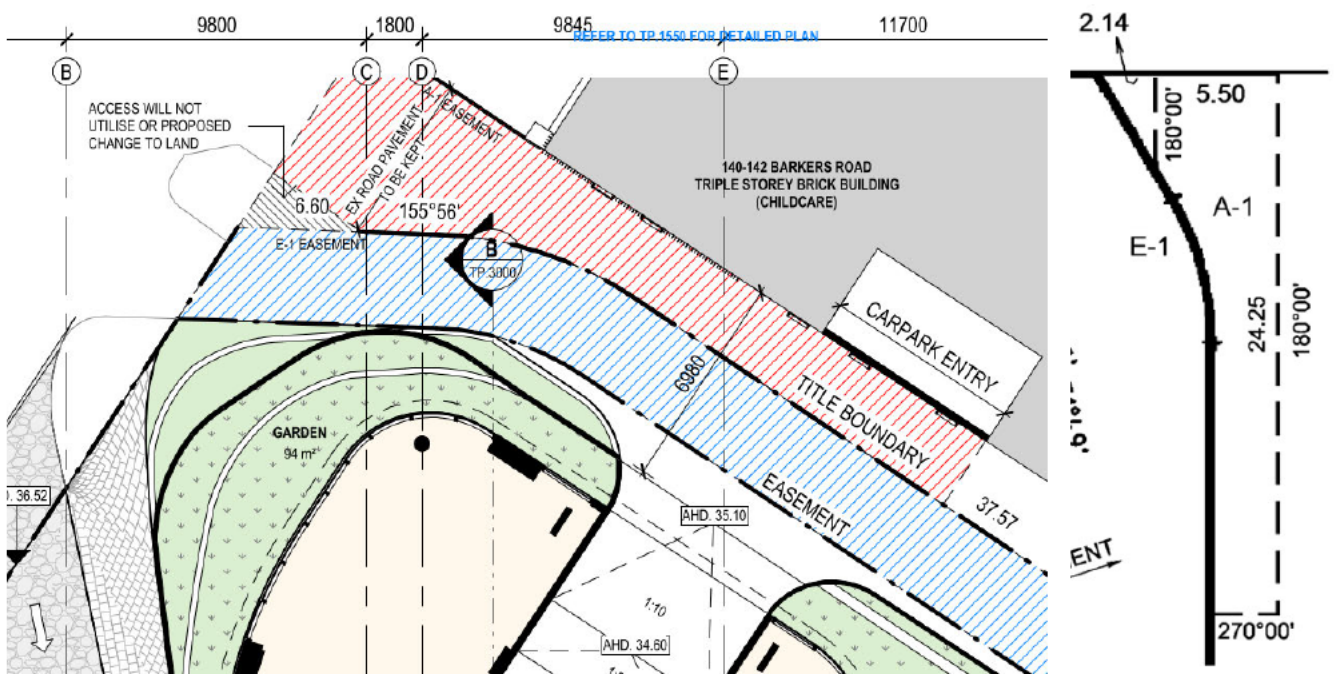 9800
1800
9845
11700
REFER TO TP.1550 FOR DETAILED PLAN
B
C
D
E
ACCESS WILL NOT
UTILISE OR PROPOSED
CHANGE TO LAND
A-1 EASEMENT
EX ROAD PAVEMENT
TO BE KEPT
140-142 BARKERS ROAD
TRIPLE STOREY BRICK BUILDING
(CHILDCARE)
6.60
155°56'
E-1 EASEMENT
B
TP.3000
CARPARK ENTRY
6980
TITLE BOUNDARY
GARDEN
94 m²
EASEMENT
37.57
D. 36.52
AHD. 35.10
1:10
AHD. 34.60
2.14
5.50
180°00'
A-1
E-1
24.25
180°00'
ENT
270°00'